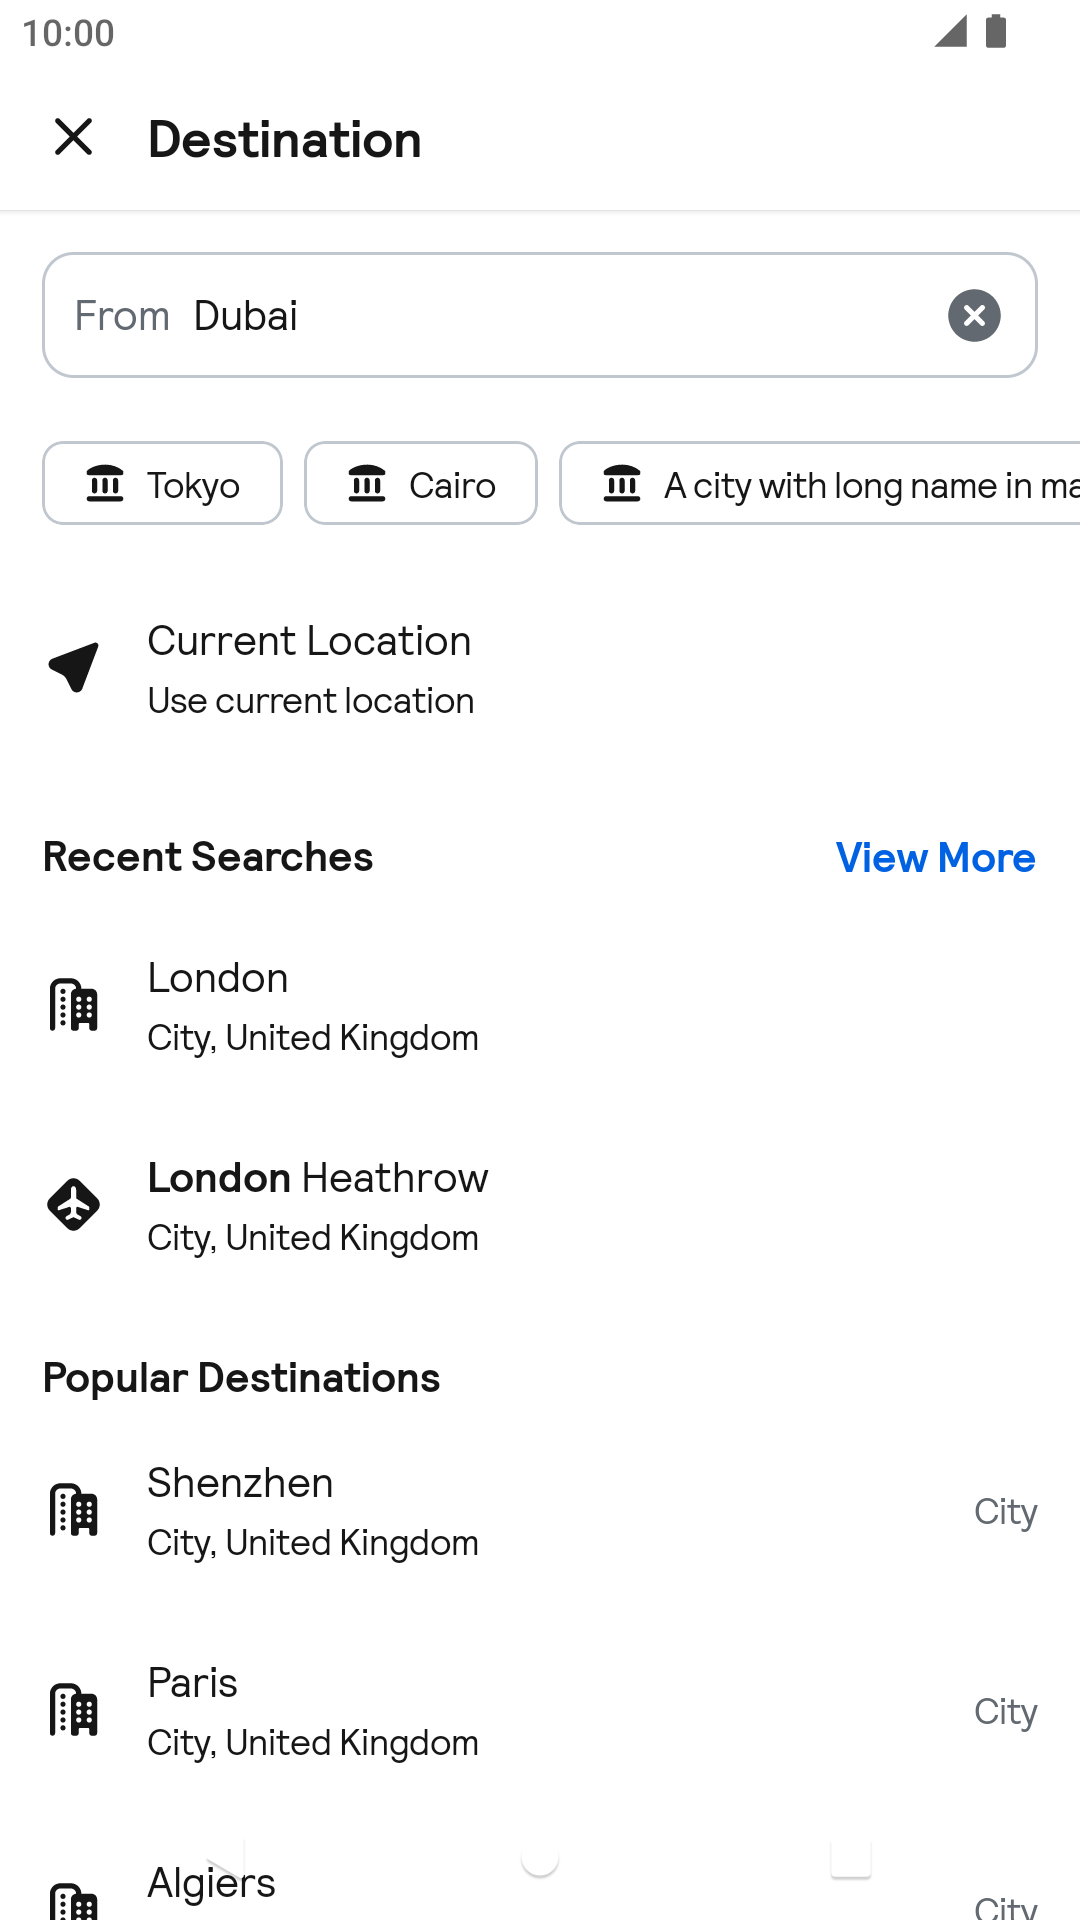 10:00
Destination
From Dubai
Tokyo Cairo A city with long name in ma
Current Location
Use current location
Recent Searches View More
London
City, United Kingdom
London Heathrow
City, United Kingdom
Popular Destinations
Shenzhen
City, United Kingdom
City
Paris
City, United Kingdom
City
Algiers
City